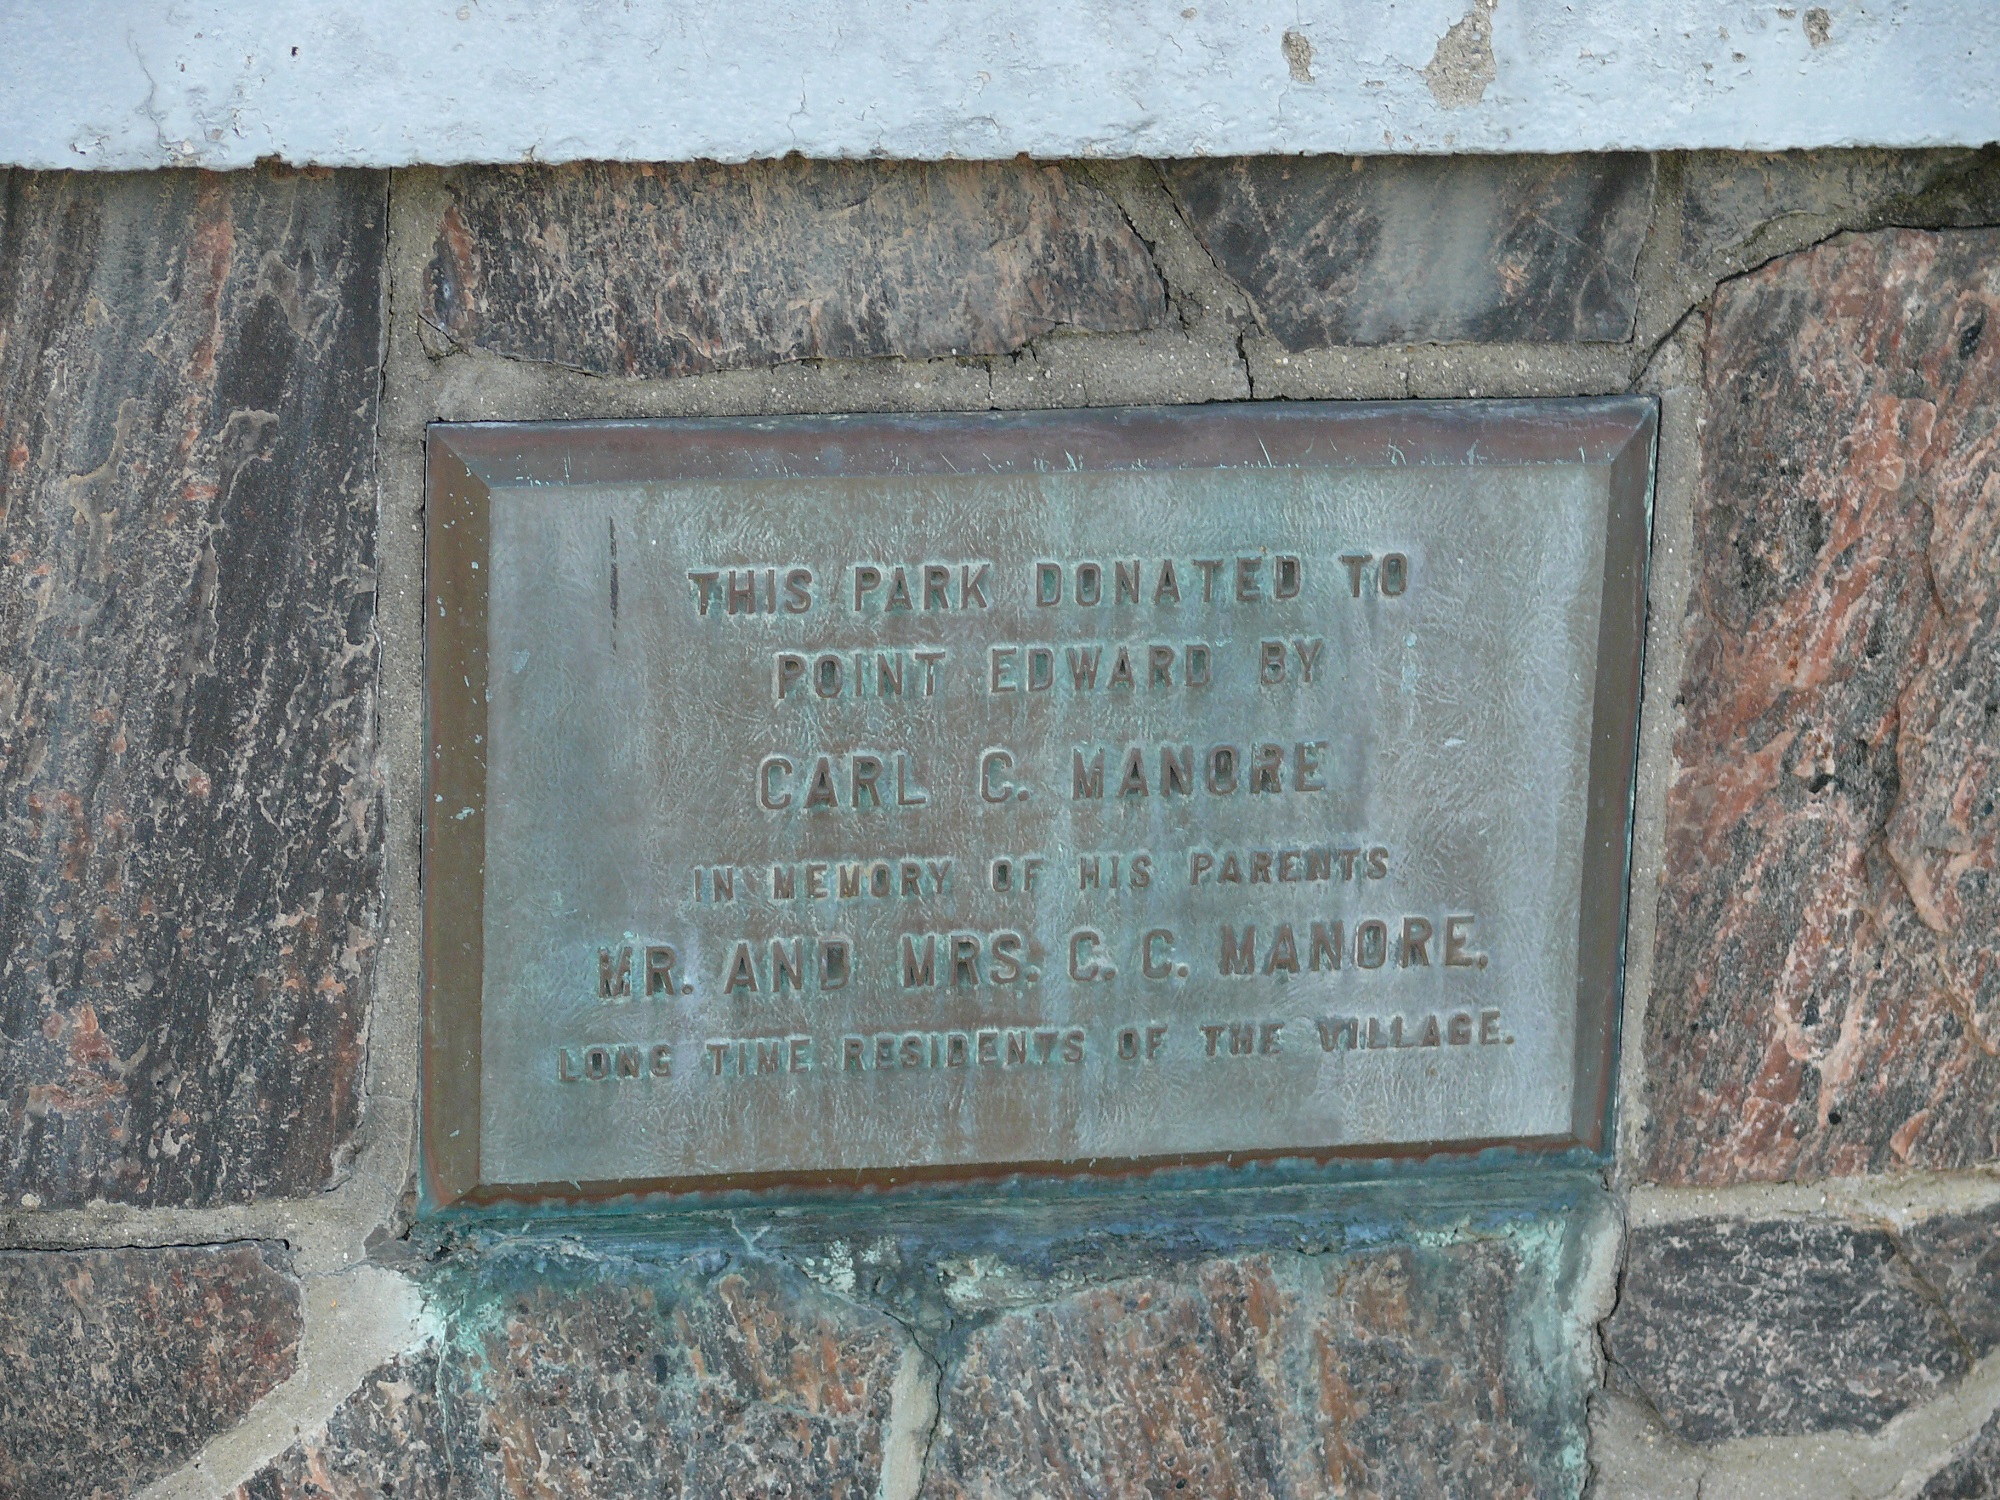 THIS PARK DONATED TO
POINT EDWARD BY
CARL C. MANORE
IN MEMORY OF HIS PARENTS
MR. AND MRS. C. C. MANORE.
LONG TIME RESIDENTS OF THE VILLAGE.